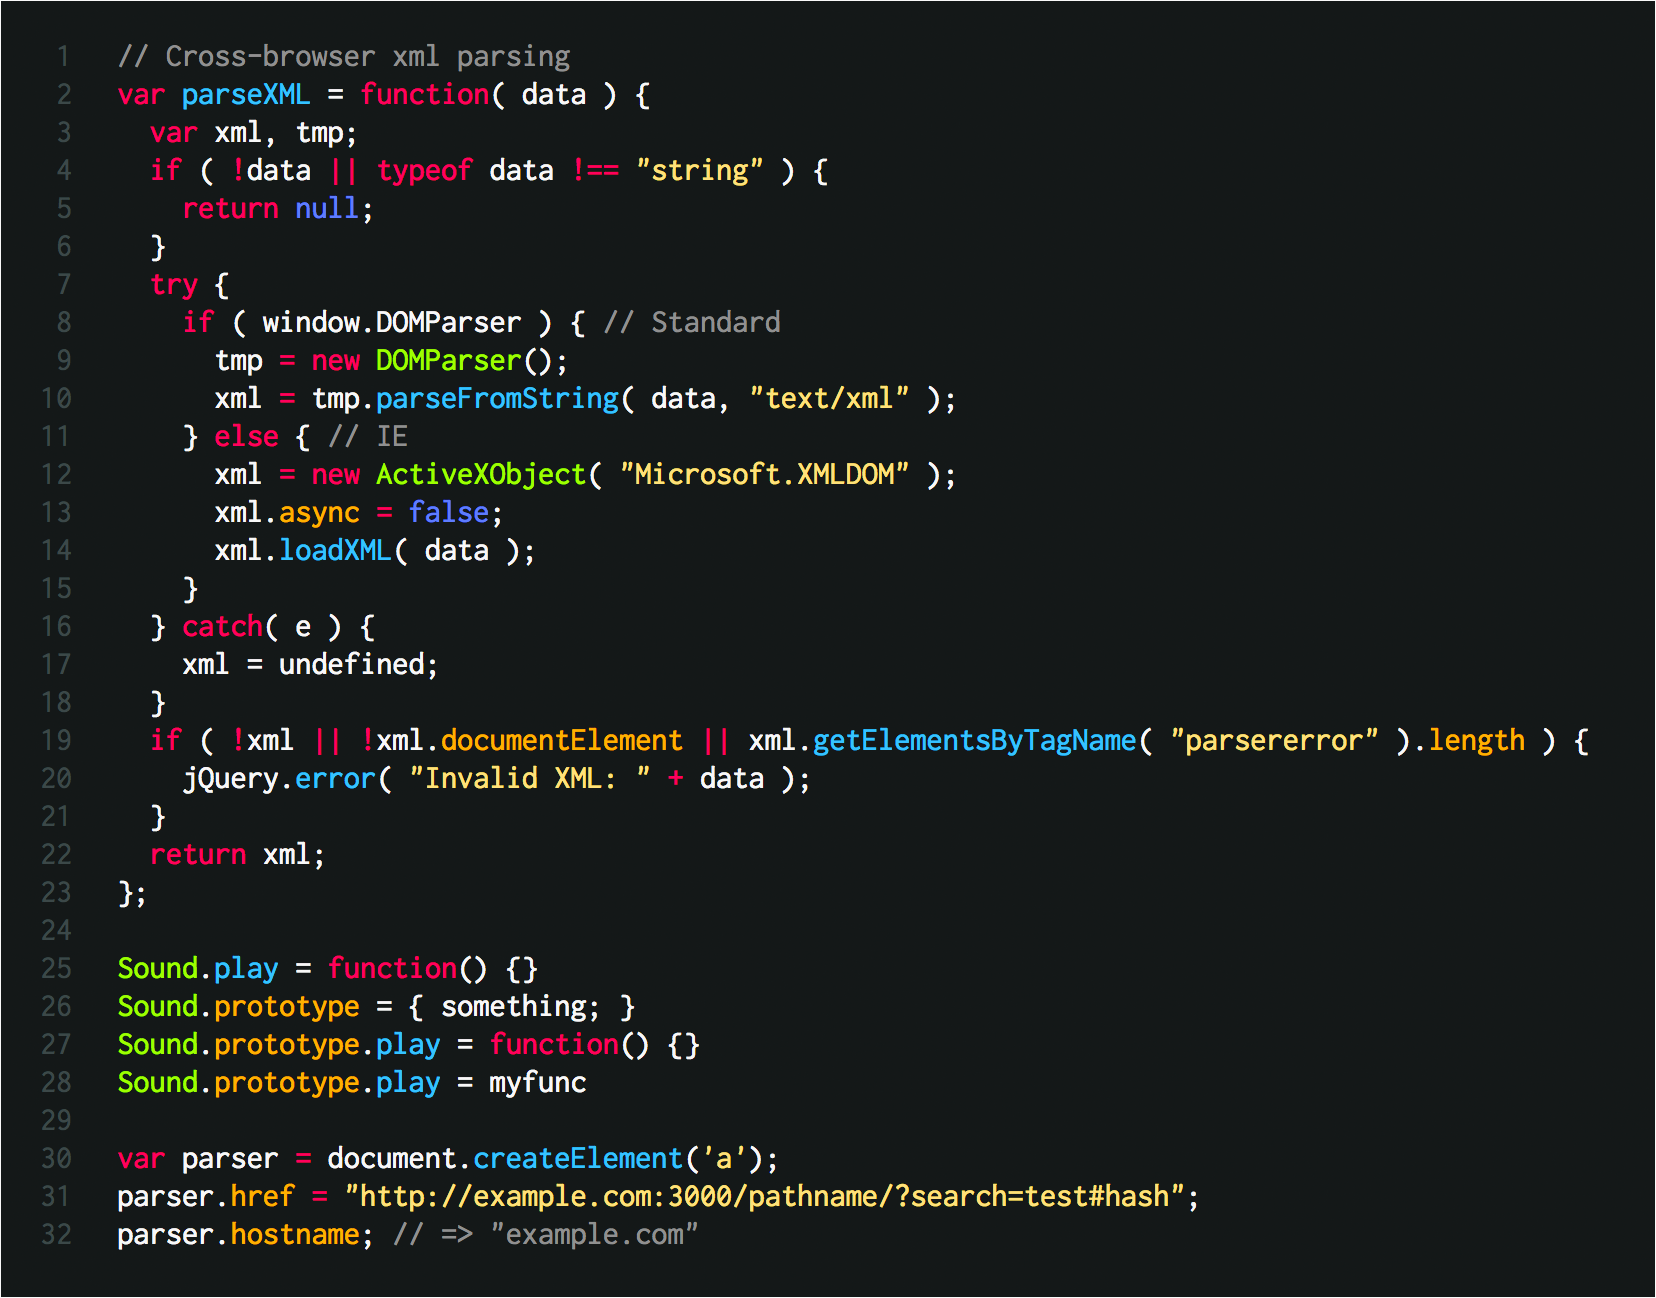 1 // Cross-browser xml parsing
2 var parseXML = function( data ) {
3   var xml, tmp;
4   if ( !data || typeof data !== "string" ) {
5     return null;
6   }
7   try {
8     if ( window.DOMParser ) { // Standard
9       tmp = new DOMParser();
10       xml = tmp.parseFromString( data, "text/xml" );
11     } else { // IE
12       xml = new ActiveXObject( "Microsoft.XMLDOM" );
13       xml.async = false;
14       xml.loadXML( data );
15     }
16   } catch( e ) {
17     xml = undefined;
18   }
19   if ( !xml || !xml.documentElement || xml.getElementsByTagName( "parsererror" ).length ) {
20     jQuery.error( "Invalid XML: " + data );
21   }
22   return xml;
23 };
24
25 Sound.play = function() {}
26 Sound.prototype = { something; }
27 Sound.prototype.play = function() {}
28 Sound.prototype.play = myfunc
29
30 var parser = document.createElement('a');
31 parser.href = "http://example.com:3000/pathname/?search=test#hash";
32 parser.hostname; // => "example.com"